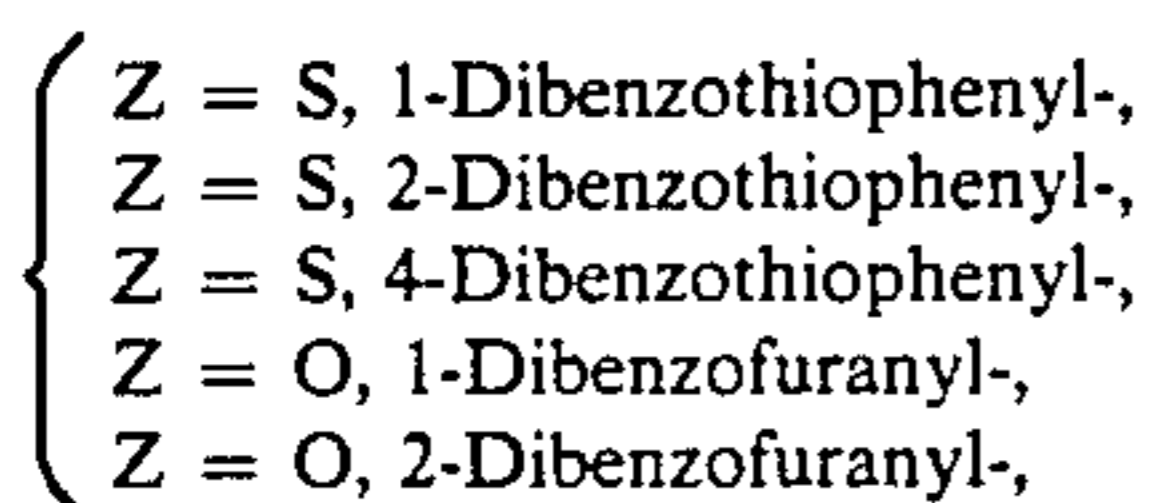 Z = S, 1-Dibenzothiophenyl-,
Z = S, 2-Dibenzothiophenyl-,
Z = S, 4-Dibenzothiophenyl-,
Z = O, 1-Dibenzofuranyl-,
Z = O, 2-Dibenzofuranyl-,